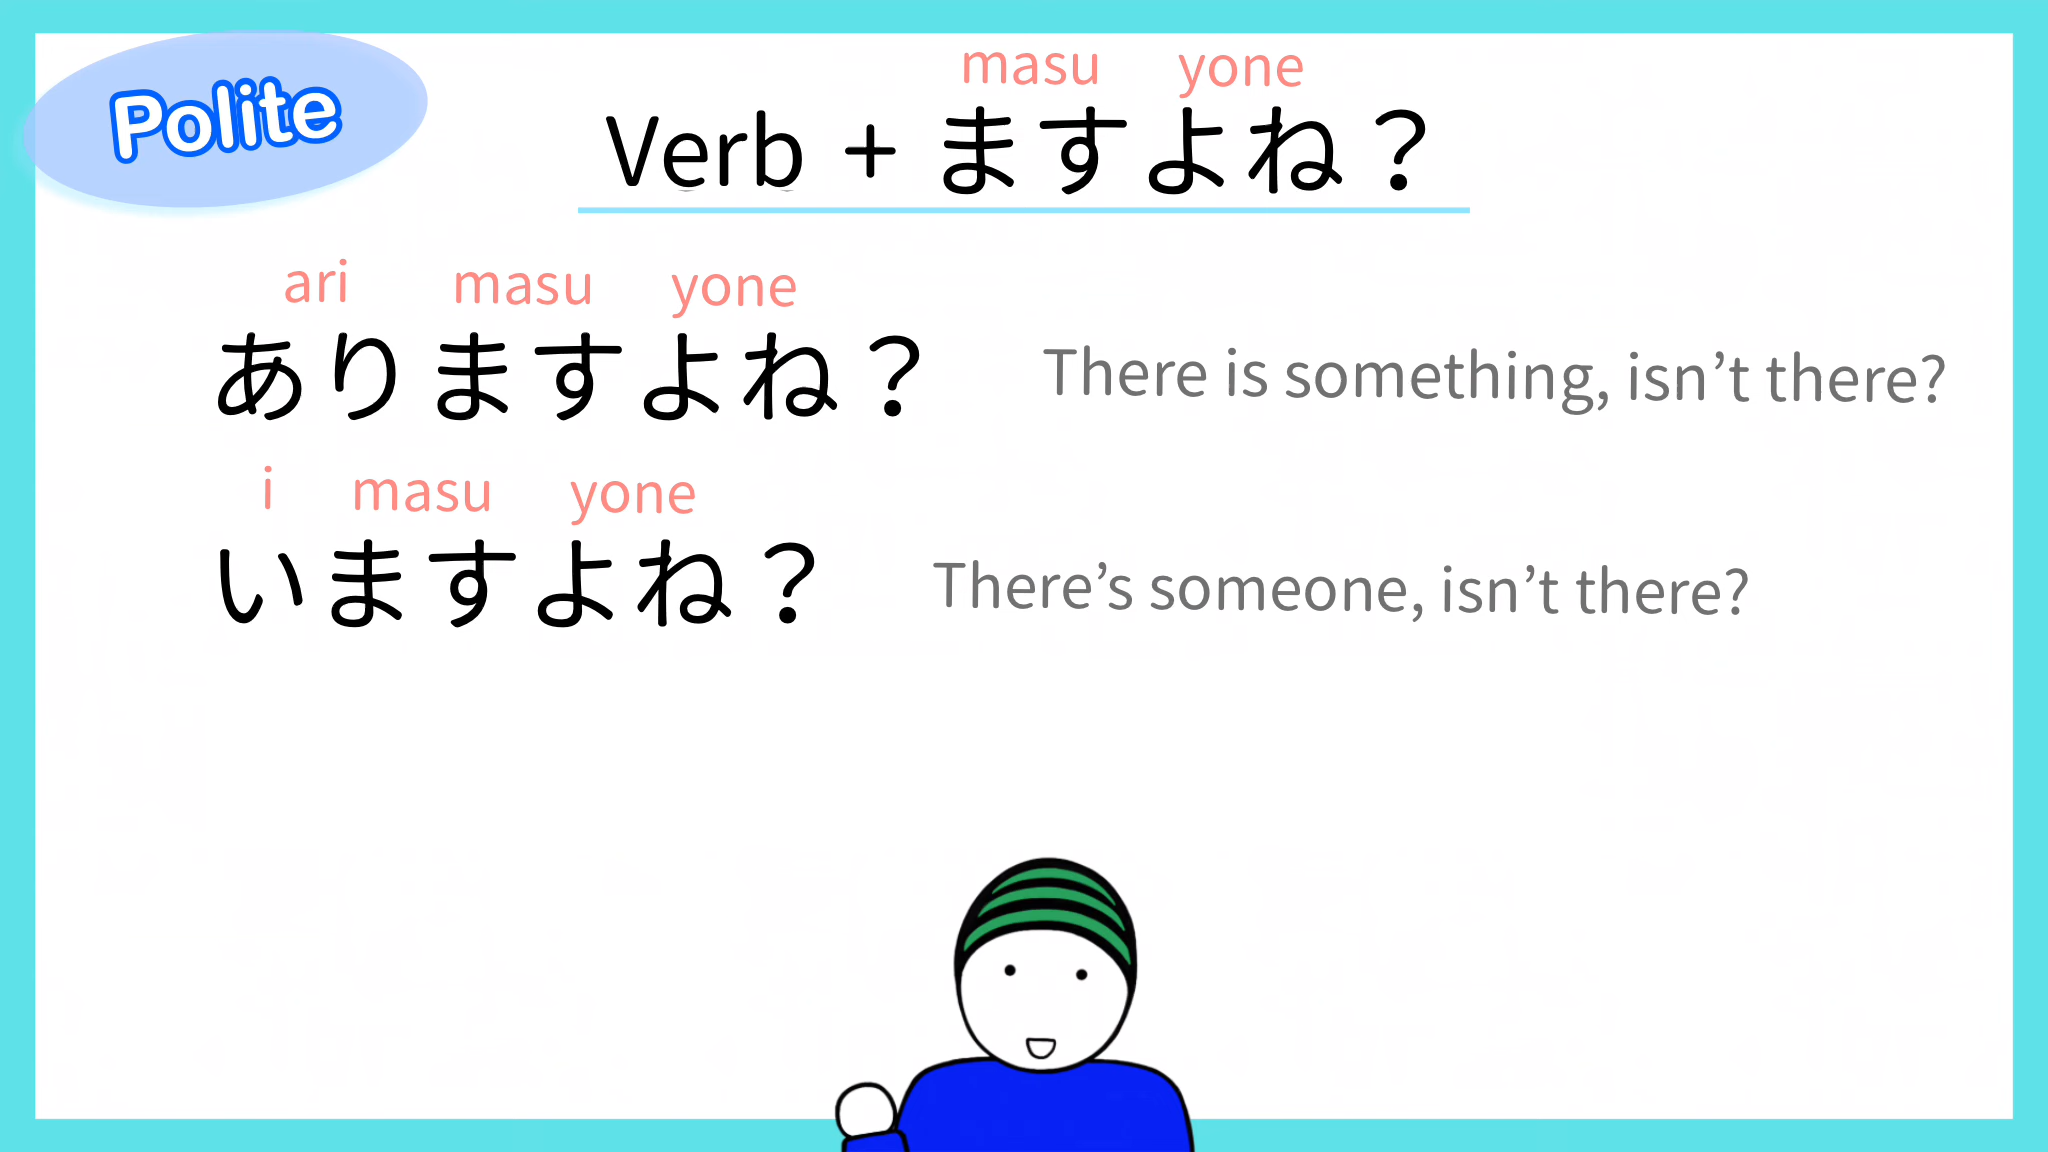 Polite
masu yone
Verb + ますよね？
ari masu yone
ありますよね？ There is something, isn’t there?
i masu yone
いますよね？ There’s someone, isn’t there?